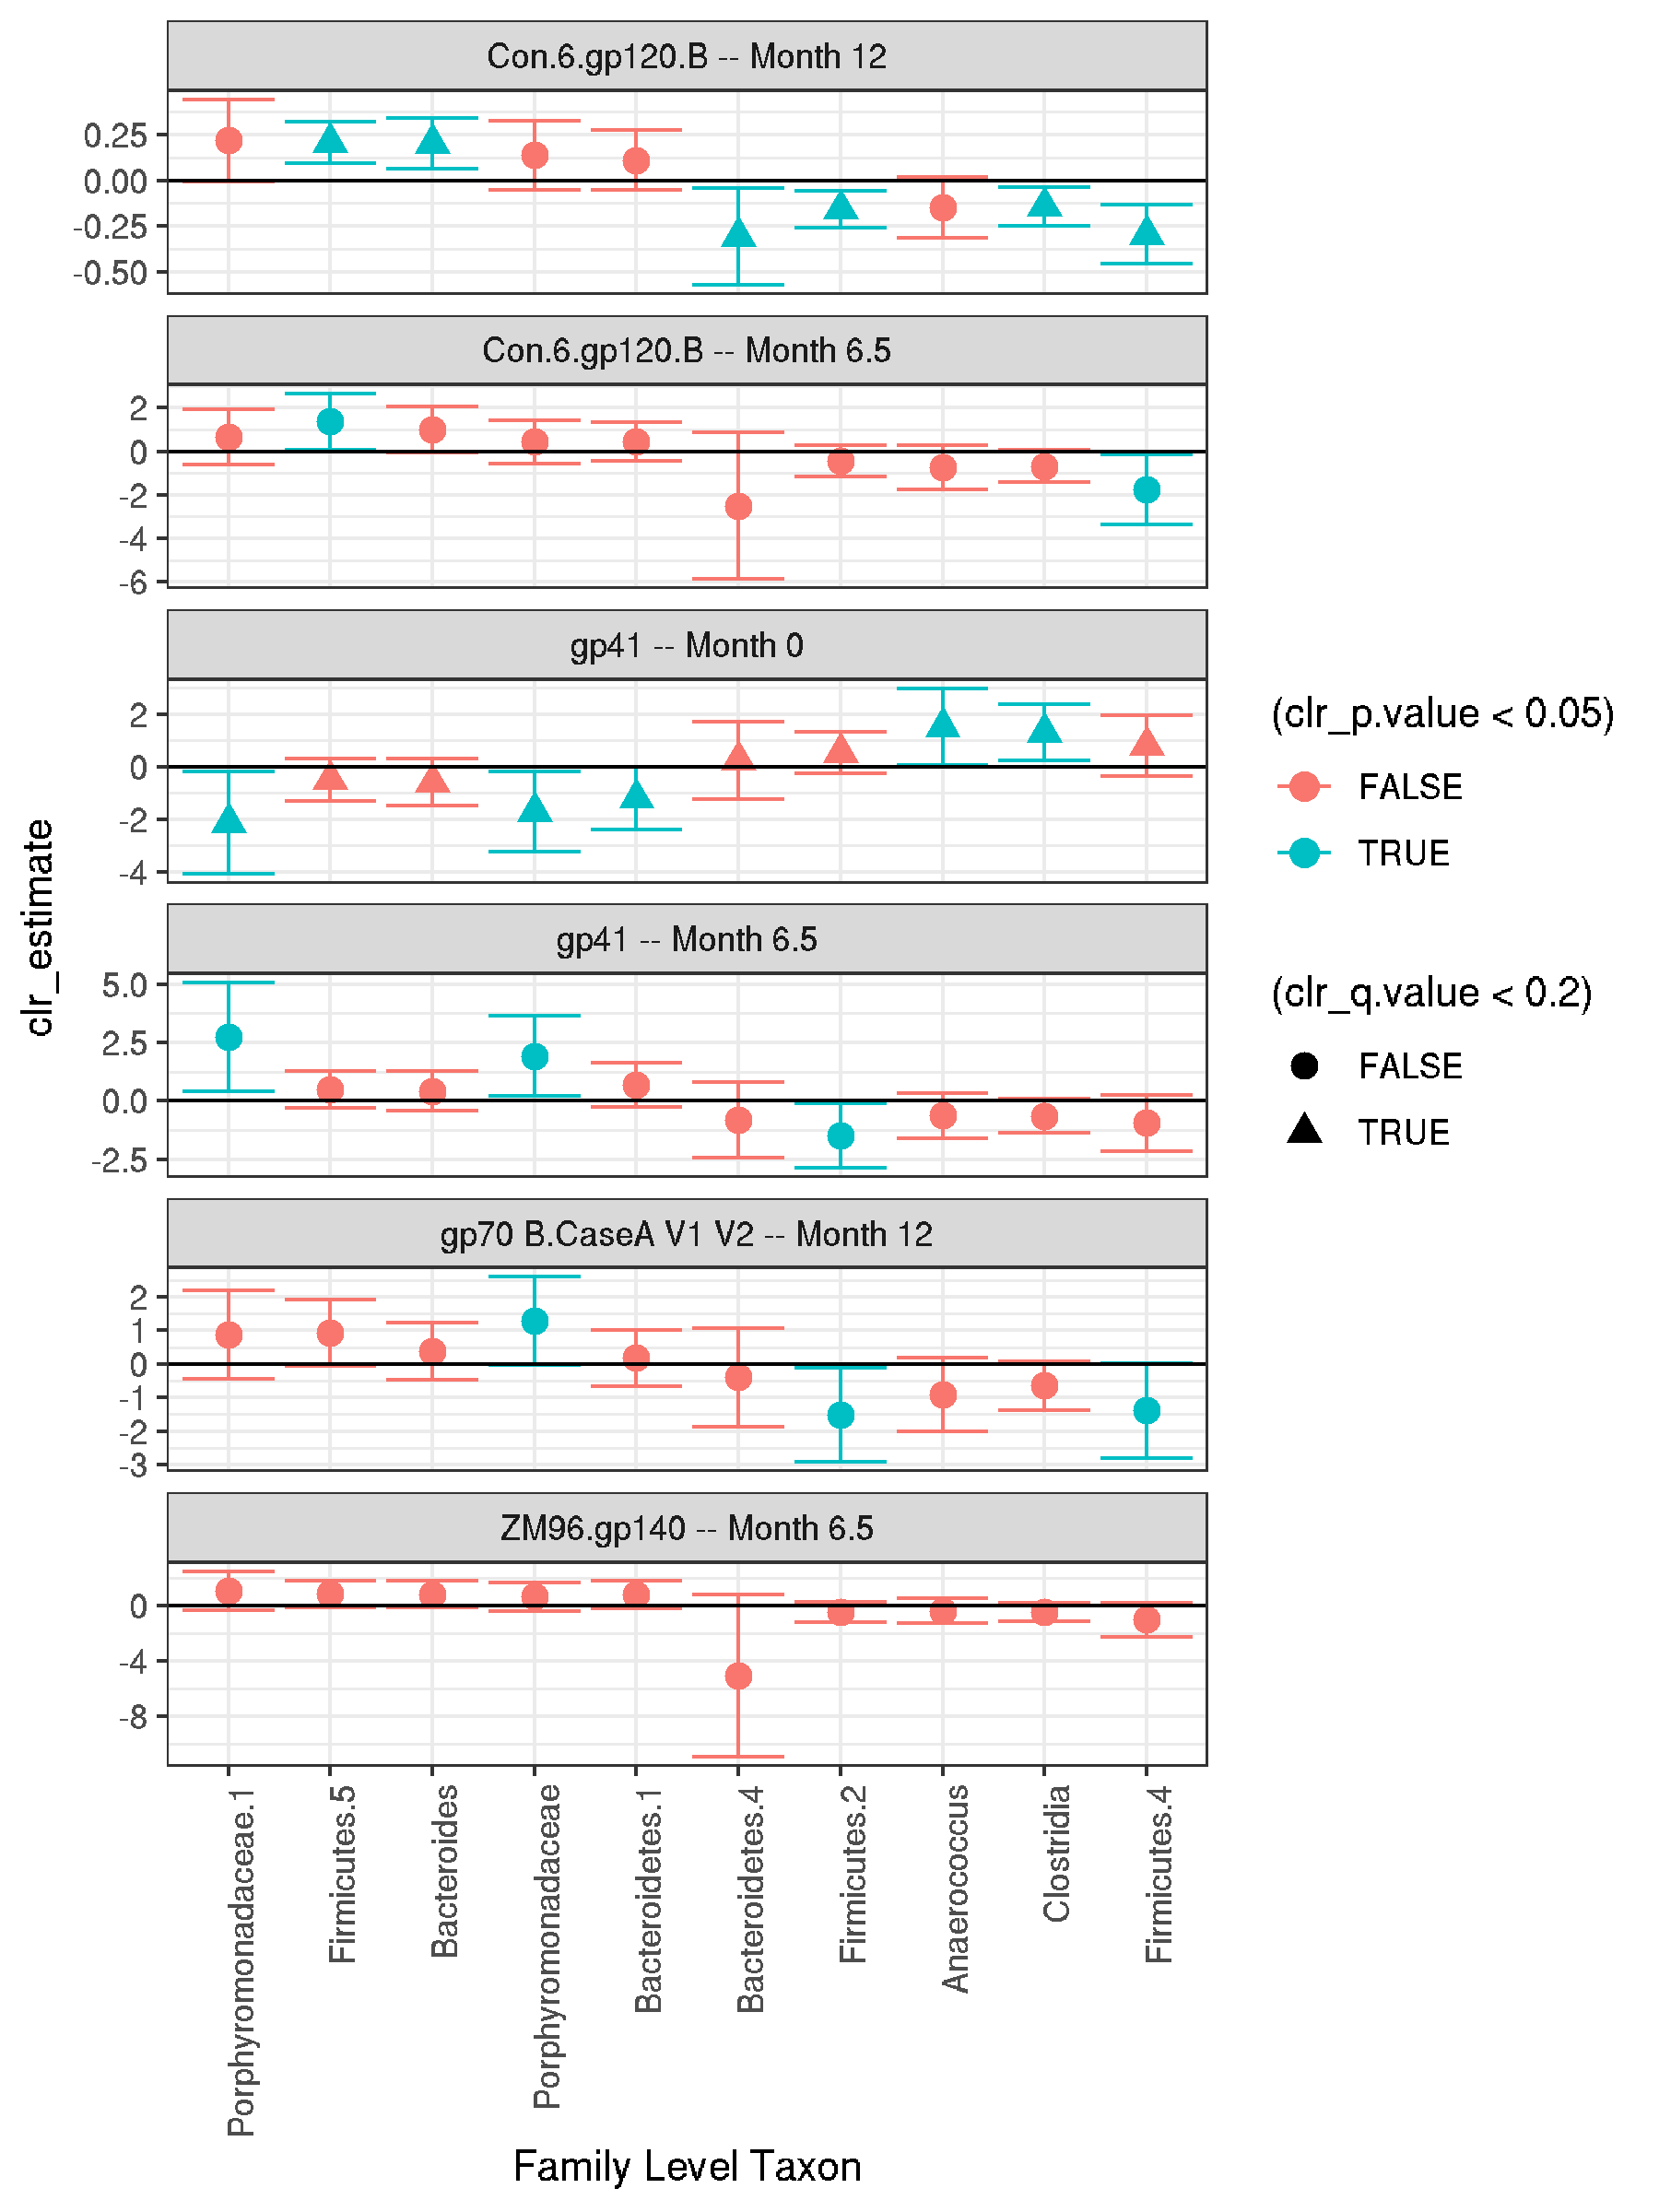 Con.6.gp120.B -- Month 12
0.25
0.00
-0.25
-0.50
Con.6.gp120.B -- Month 6.5
2
0
-2
-4
-6
gp41 -- Month 0
2
0
-2
-4
gp41 -- Month 6.5
5.0
2.5
0.0
-2.5
gp70 B.CaseA V1 V2 -- Month 12
2
1
0
-1
-2
-3
ZM96.gp140 -- Month 6.5
0
-4
-8
clr_estimate
Porphyromonadaceae.1
Firmicutes.5
Bacteroides
Porphyromonadaceae
Bacteroidetes.1
Bacteroidetes.4
Firmicutes.2
Anaerococcus
Clostridia
Firmicutes.4
Family Level Taxon
(clr_p.value < 0.05)
FALSE
TRUE
(clr_q.value < 0.2)
FALSE
TRUE